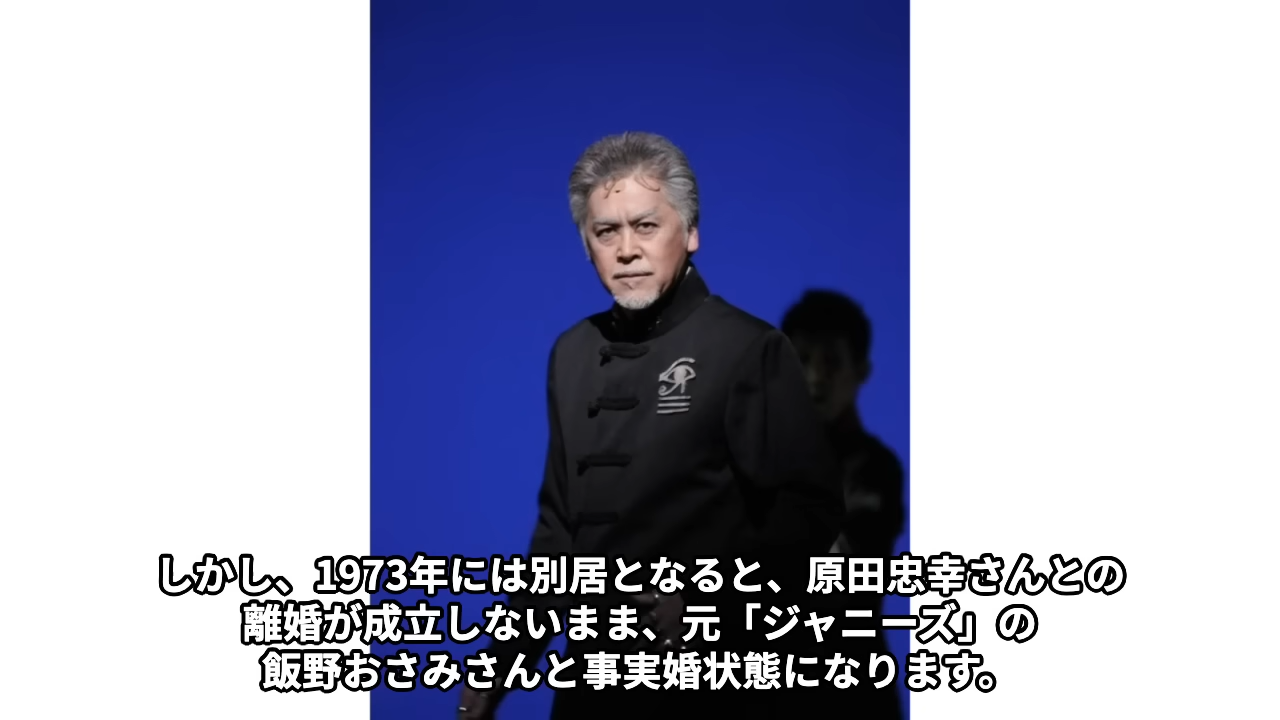 しかし、1973年には別居となると、原田忠幸さんとの
離婚が成立しないまま、元「ジャニーズ」の
飯野おさみさんと事実婚状態になります。